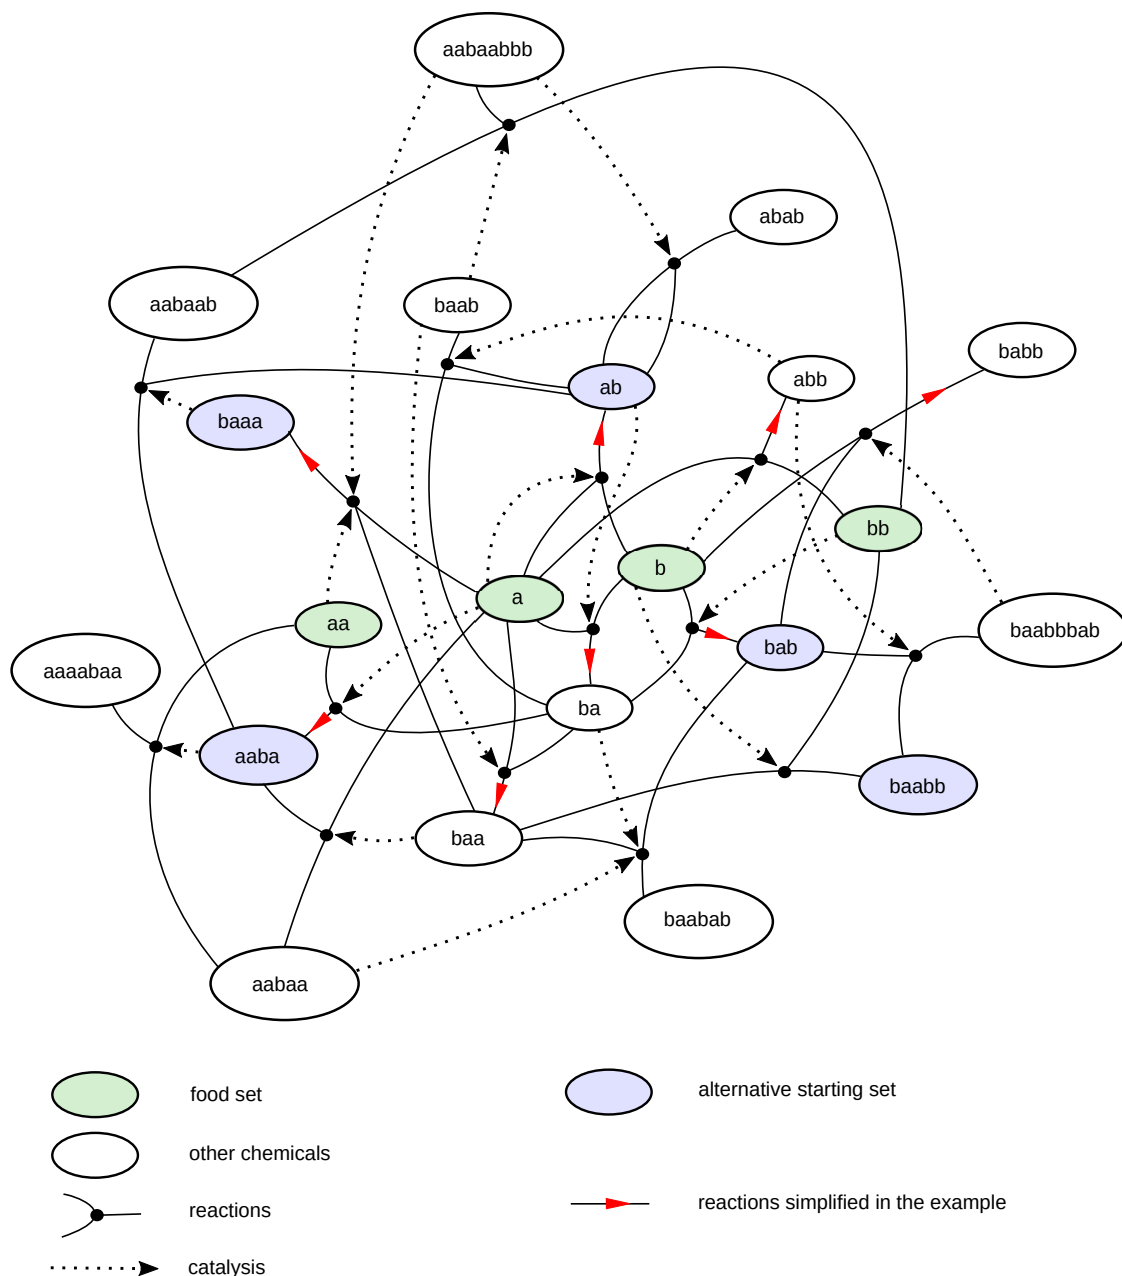 aabaabbb
abab
aabaab
baab
babb
ab
abb
baaa
bb
b
a
aa
baabbbab
bab
aaaabaa
ba
aaba
baabb
baa
baabab
aabaa
food set
alternative starting set
other chemicals
reactions
reactions simplified in the example
catalysis